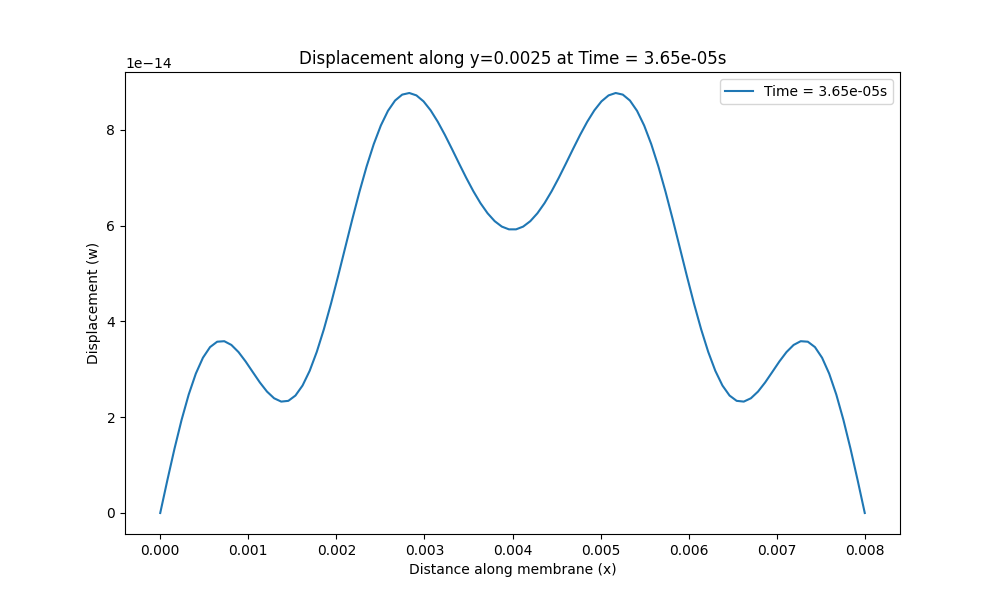 Displacement along y=0.0025 at Time = 3.65e-05s
1e−14
Time = 3.65e-05s
8
6
4
2
0
Displacement (w)
0.000 0.001 0.002 0.003 0.004 0.005 0.006 0.007 0.008
Distance along membrane (x)